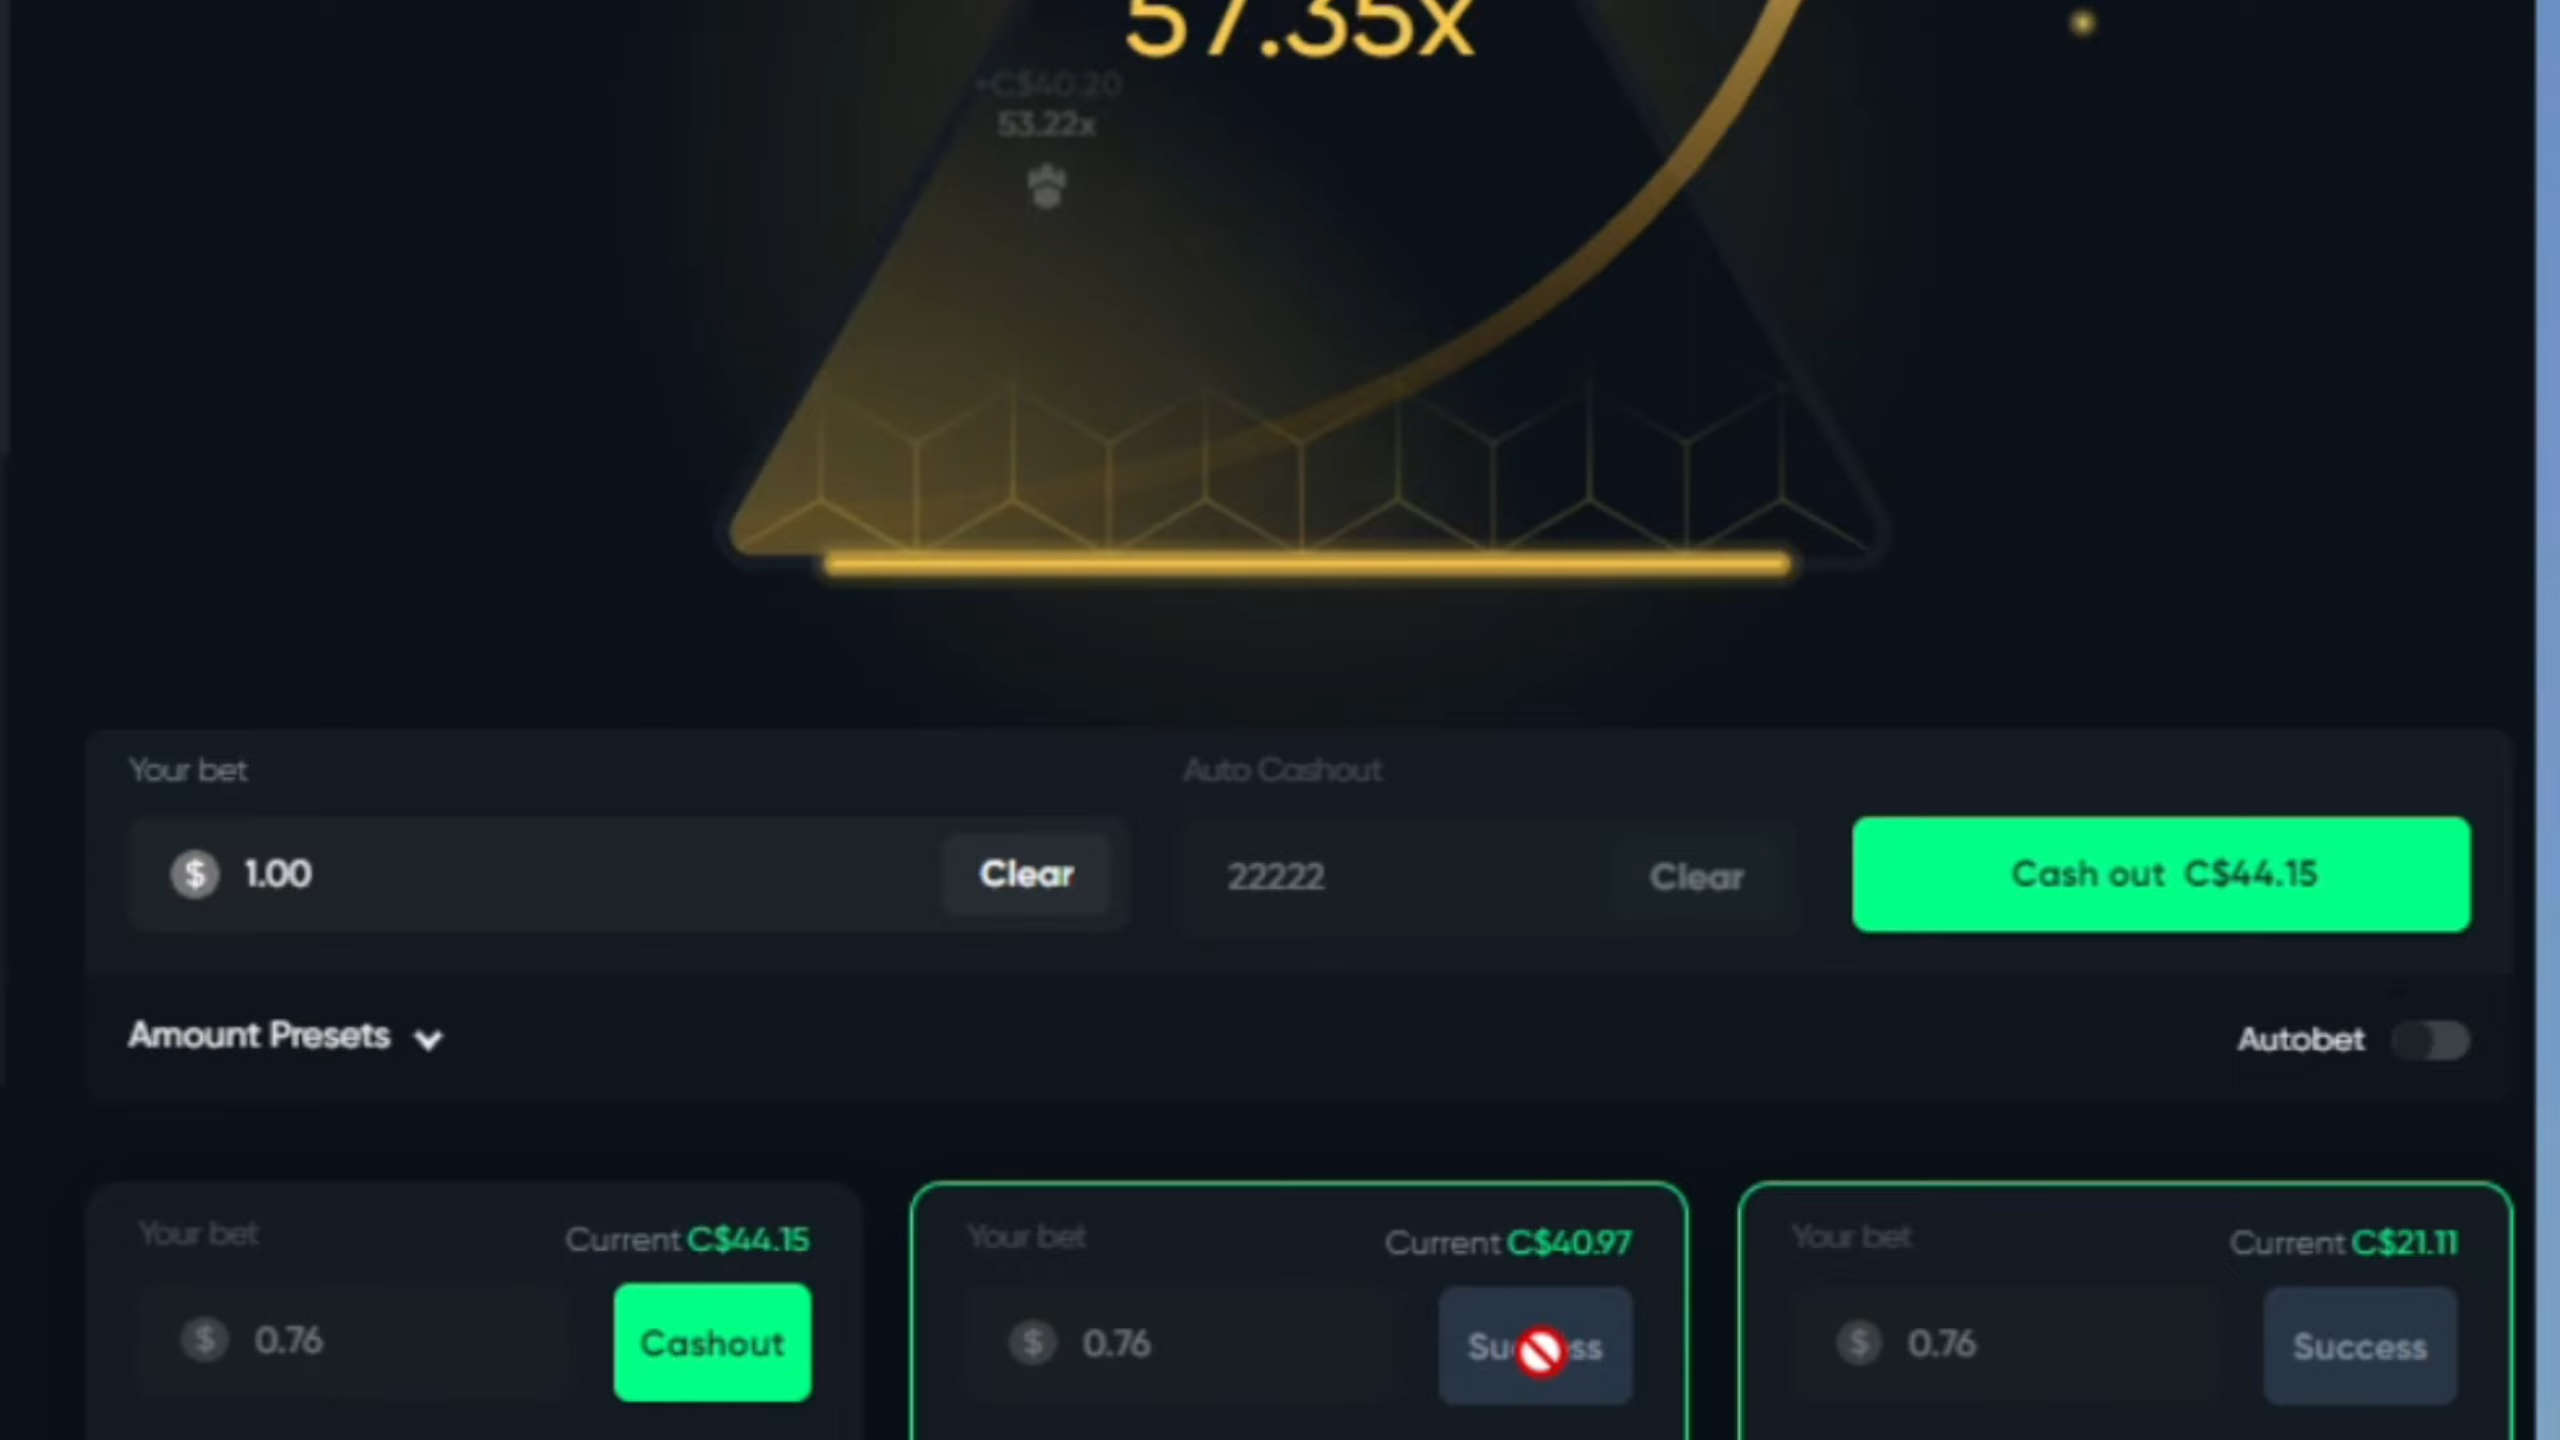 57.35x
+C$40.20
53.22x
Your bet
Auto Cashout
$ 1.00
Clear
22222
Clear
Cash out C$44.15
Amount Presets
Autobet
Your bet
Current C$44.15
$ 0.76
Cashout
Your bet
Current C$40.97
$ 0.76
Your bet
Current C$21.11
$ 0.76
Success